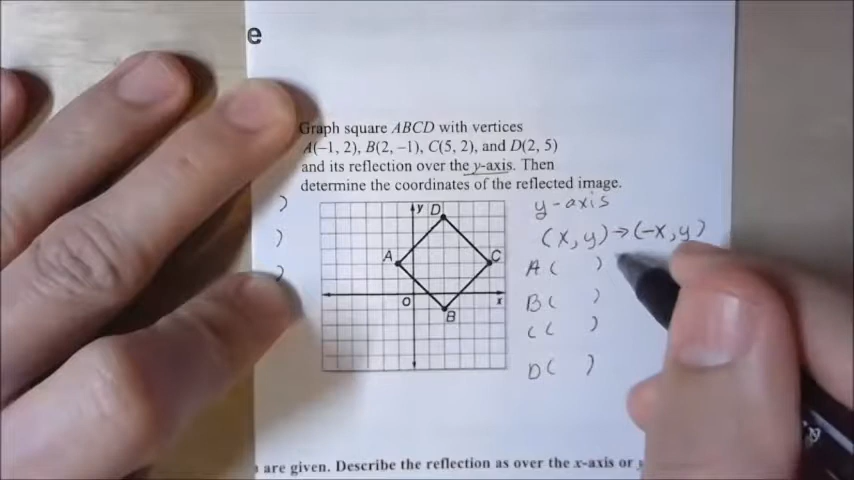 e
Graph square ABCD with vertices
A(−1, 2), B(2, −1), C(5, 2), and D(2, 5)
and its reflection over the y-axis. Then
determine the coordinates of the reflected image.
)
)
)
y
D
A
C
O
x
B
y-axis
(x, y) → (-x, y)
A( )
B( )
C( )
D( )
are given. Describe the reflection as over the x-axis or